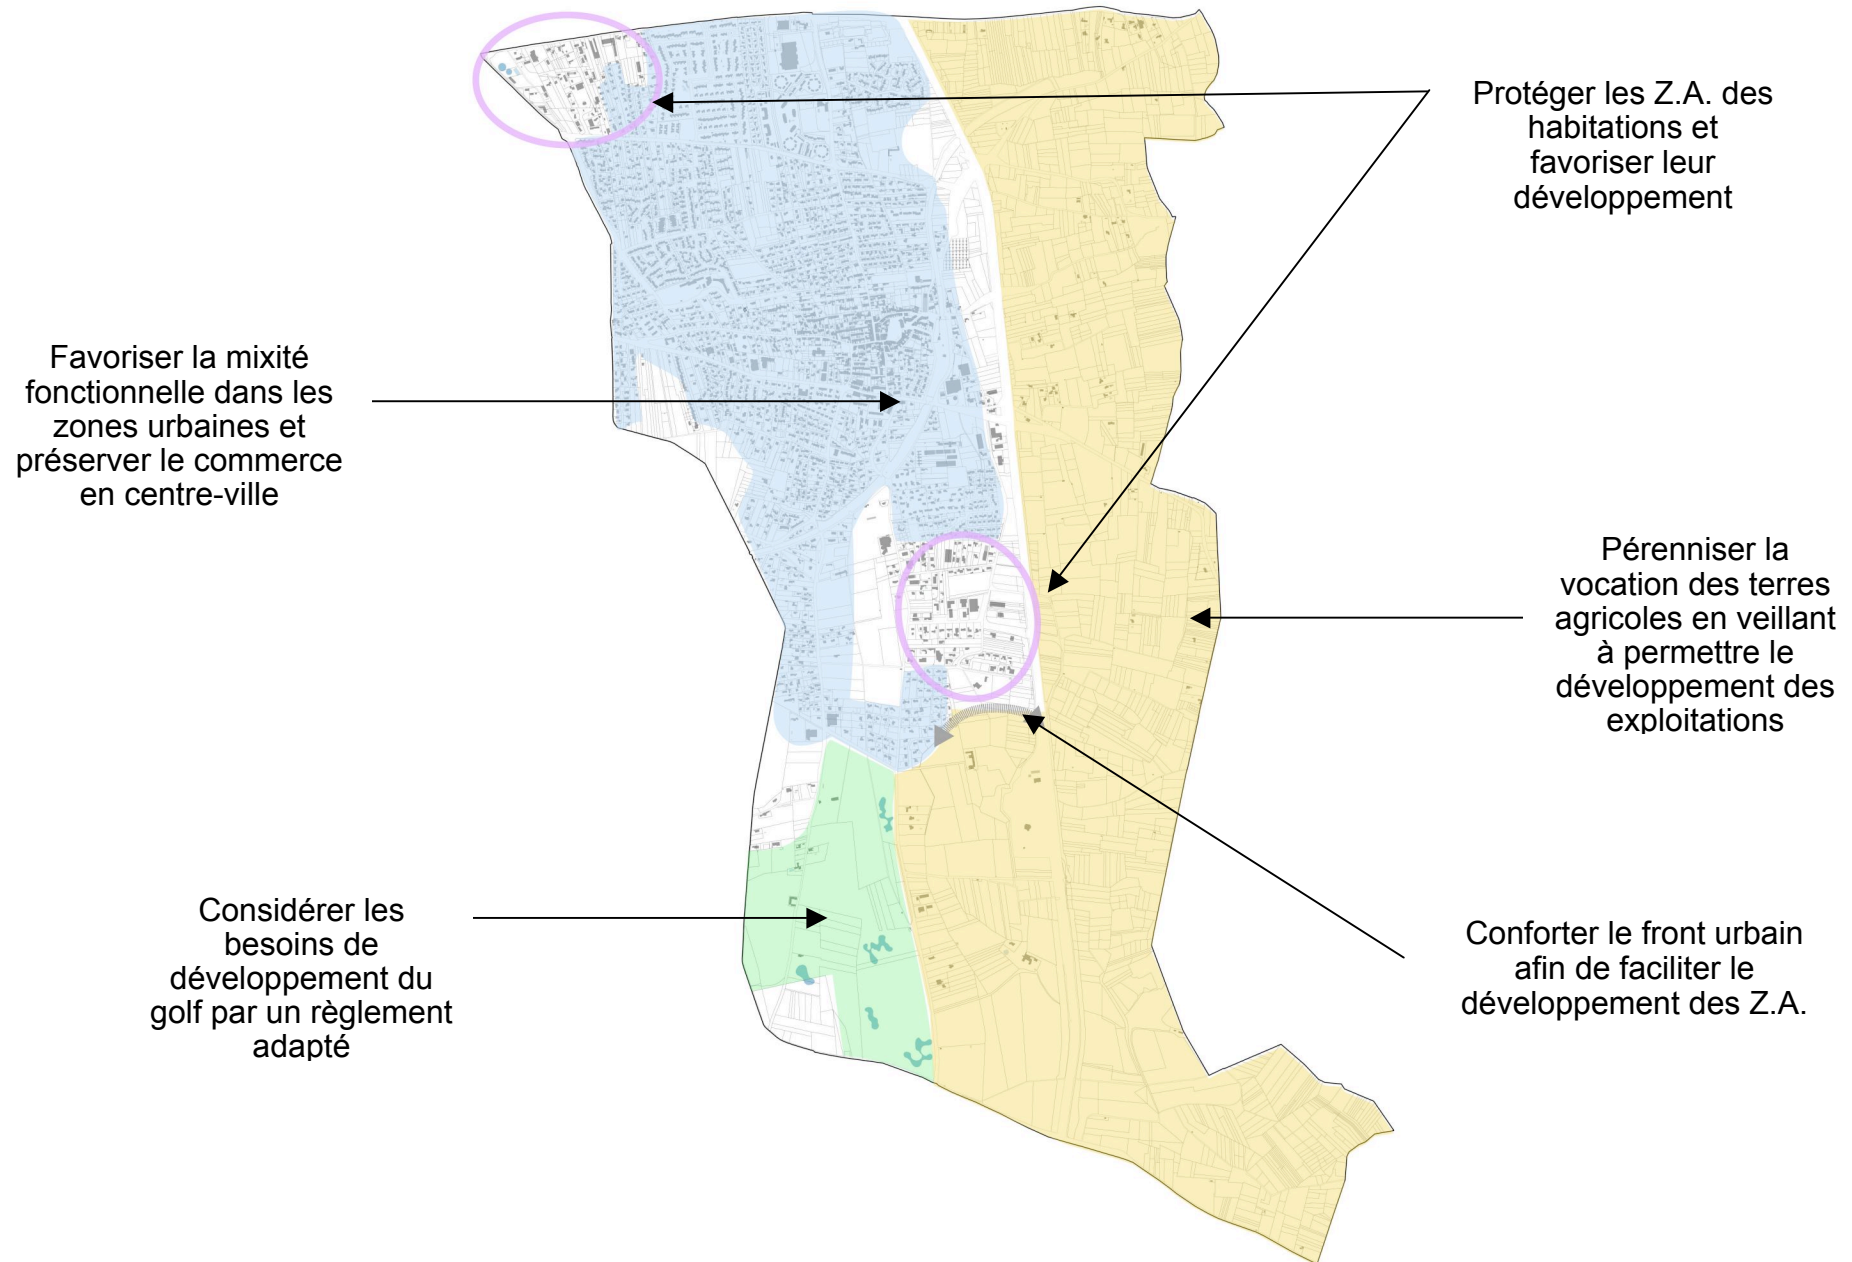 Protéger les Z.A. des
habitations et
favoriser leur
développement
Favoriser la mixité
fonctionnelle dans les
zones urbaines et
préserver le commerce
en centre-ville
Pérenniser la
vocation des terres
agricoles en veillant
à permettre le
développement des
exploitations
Considérer les
besoins de
développement du
golf par un règlement
adapté
Conforter le front urbain
afin de faciliter le
développement des Z.A.